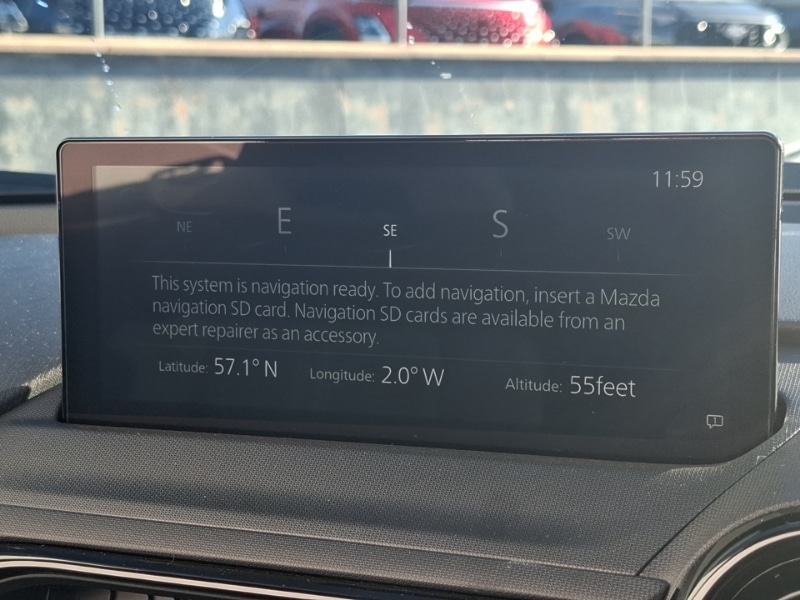 11:59
NE E SE S SW
This system is navigation ready. To add navigation, insert a Mazda
navigation SD card. Navigation SD cards are available from an
expert repairer as an accessory.
Latitude: 57.1° N Longitude: 2.0° W Altitude: 55feet
1